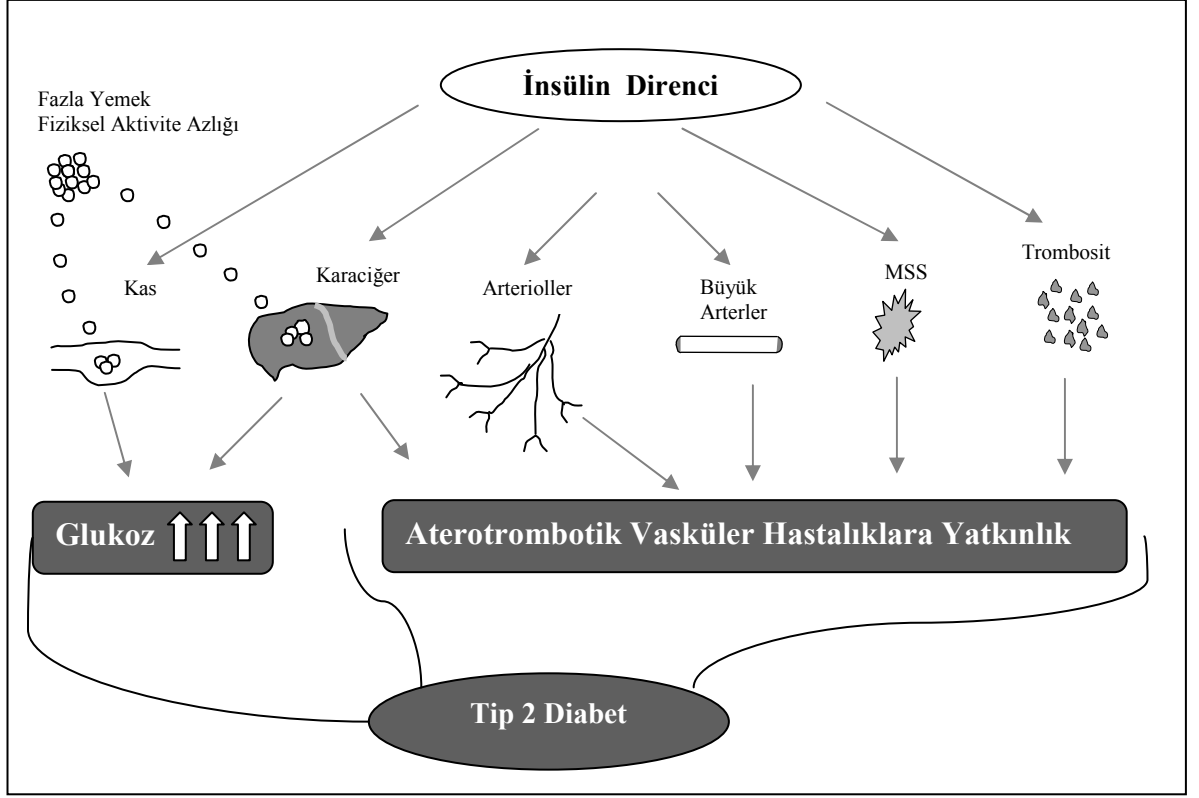 İnsülin Direnci
Fazla Yemek
Fiziksel Aktivite Azlığı
Kas
Karaciğer
Arterioller
Büyük
Arterler
MSS
Trombosit
Glukoz
Aterotrombotik Vasküler Hastalıklara Yatkınlık
Tip 2 Diabet